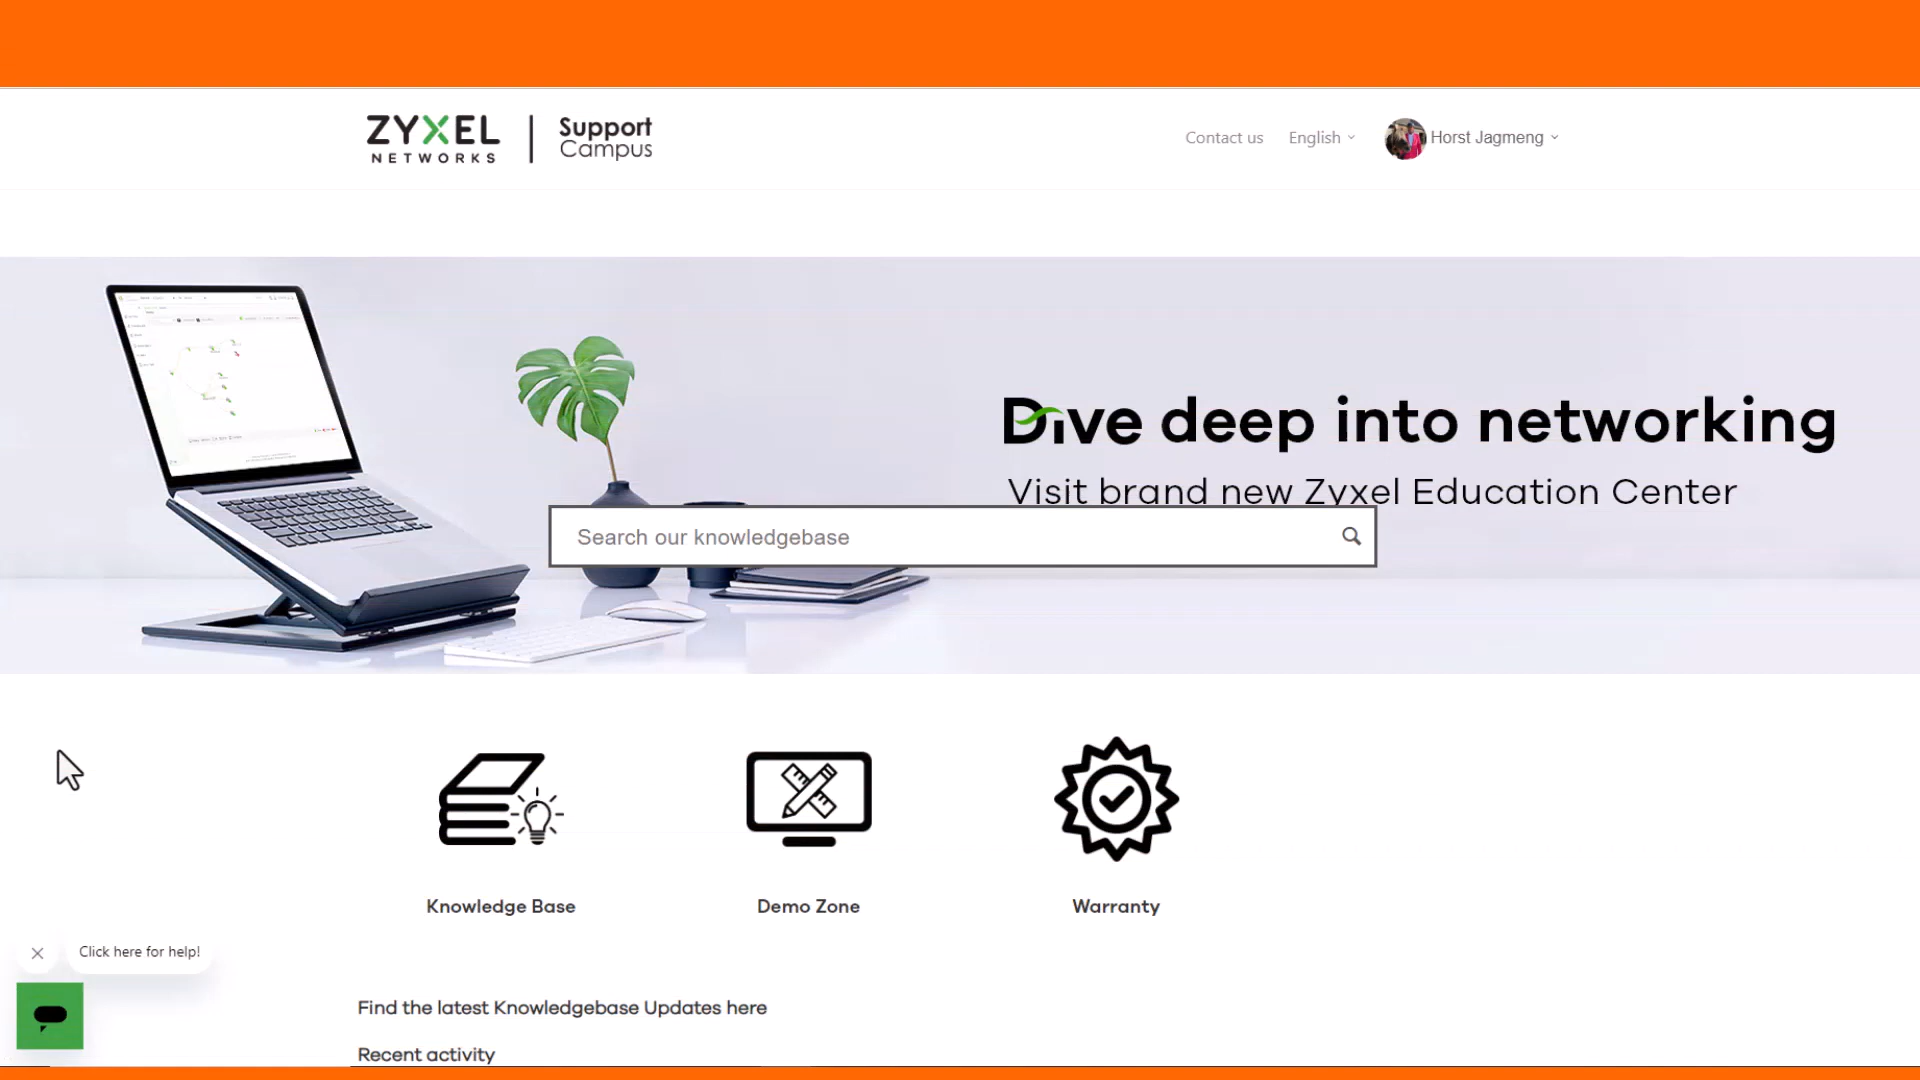 ZYXEL
NETWORKS
Support
Campus
Contact us
English
Horst Jagmeng
Dive deep into networking
Visit brand new Zyxel Education Center
Search our knowledgebase
Knowledge Base
Demo Zone
Warranty
Click here for help!
Find the latest Knowledgebase Updates here
Recent activity